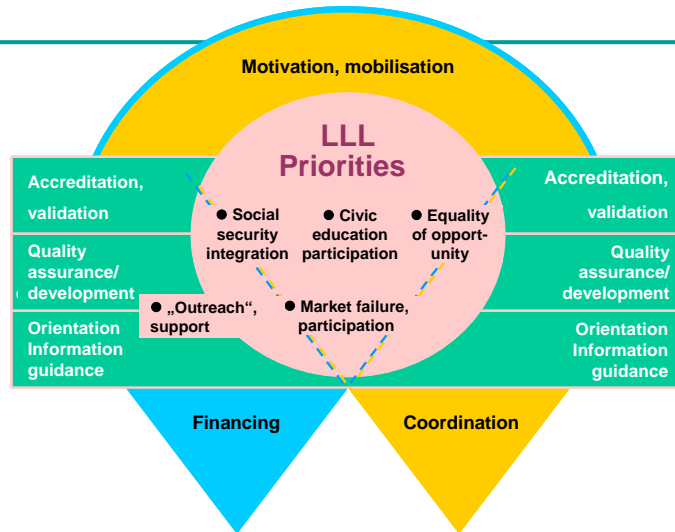 Motivation, mobilisation
LLL
Priorities
Accreditation,
validation
Quality
assurance/
development
Orientation
Information
guidance
● Social
security
integration
● Civic
education
participation
● Equality
of opport-
unity
● „Outreach“,
support
● Market failure,
participation
Accreditation,
validation
Quality
assurance/
development
Orientation
Information
guidance
Financing
Coordination